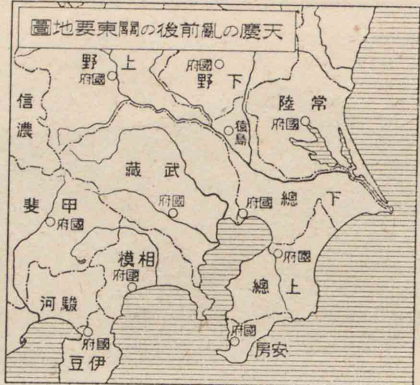 天慶の亂前後の關東要地圖
常陸
國府
下野
國府
上野
國府
信濃
猿島
武藏
國府
下總
國府
甲斐
國府
相模
國府
上總
國府
駿河
國府
伊豆
安房
國府